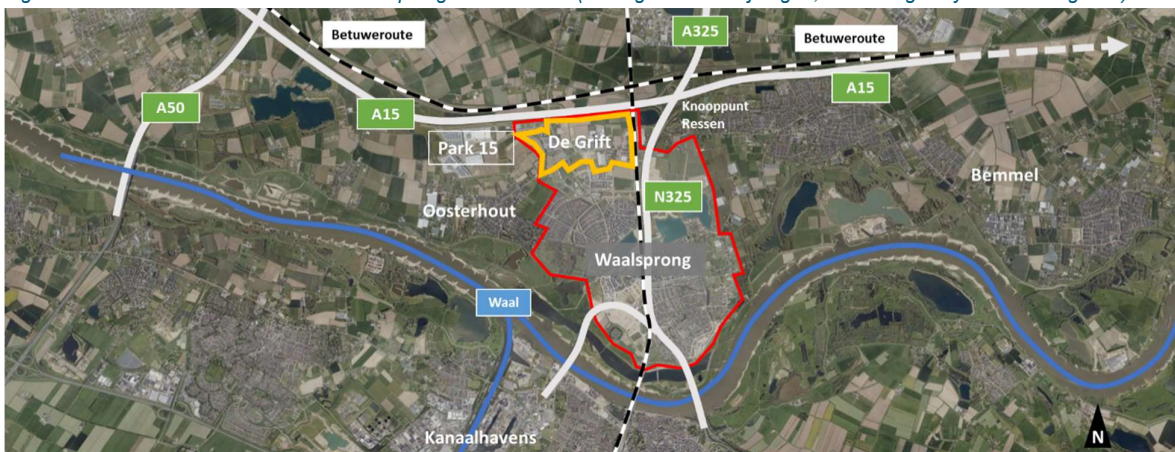 Betuweroute
A325
Betuweroute
A50
A15
A15
Knooppunt
Ressen
Park 15
De Grift
Bemmel
N325
Oosterhout
Waalsprong
Waal
Kanaalhavens
N